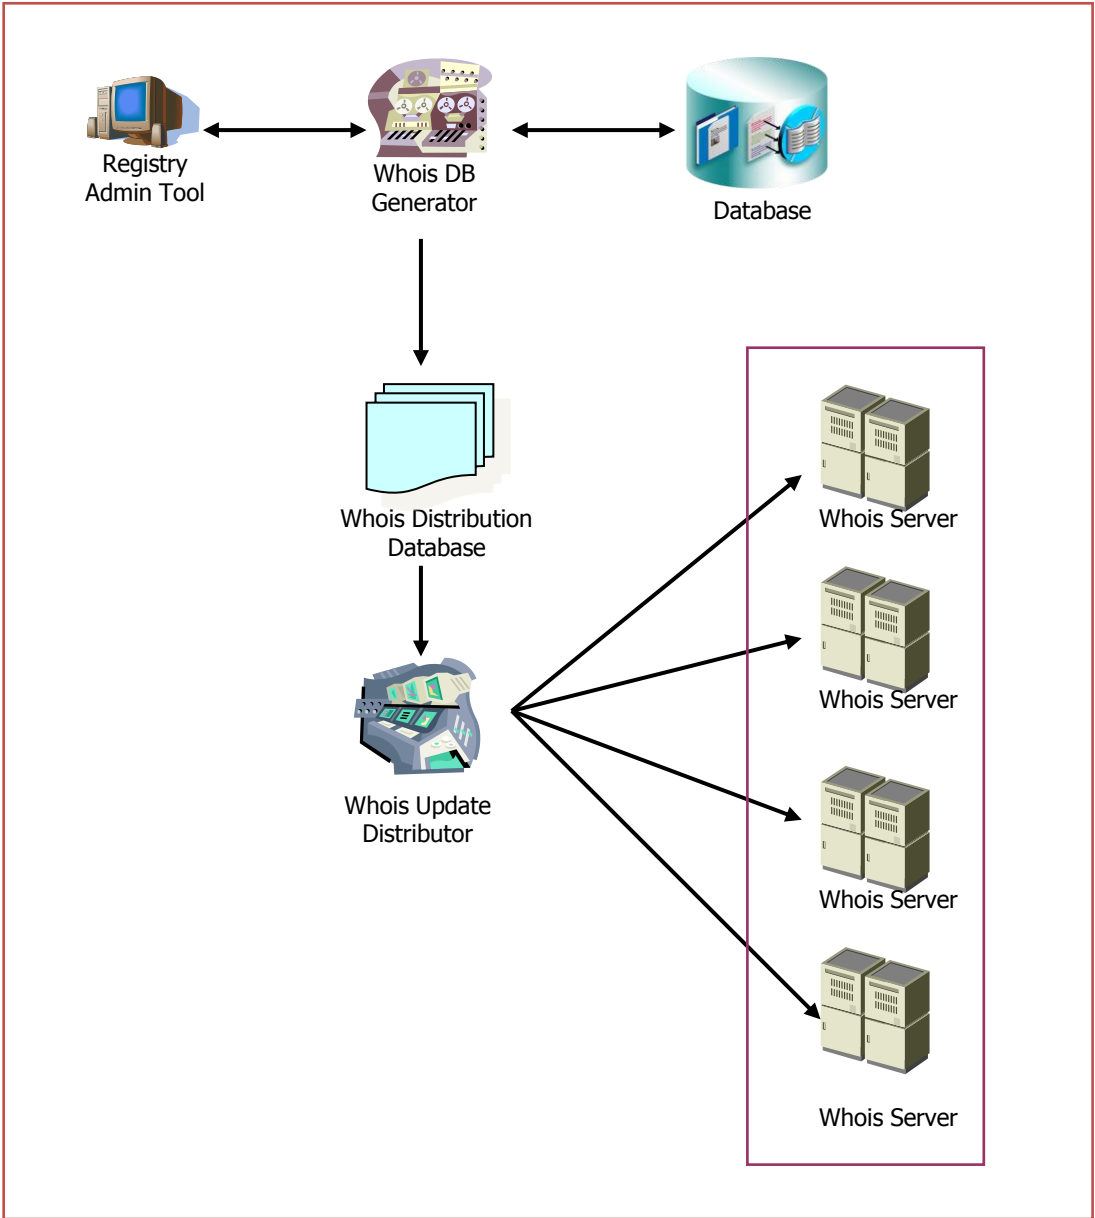 Registry
Admin Tool
Whois DB
Generator
Database
Whois Distribution
Database
Whois Server
Whois Server
Whois Update
Distributor
Whois Server
Whois Server